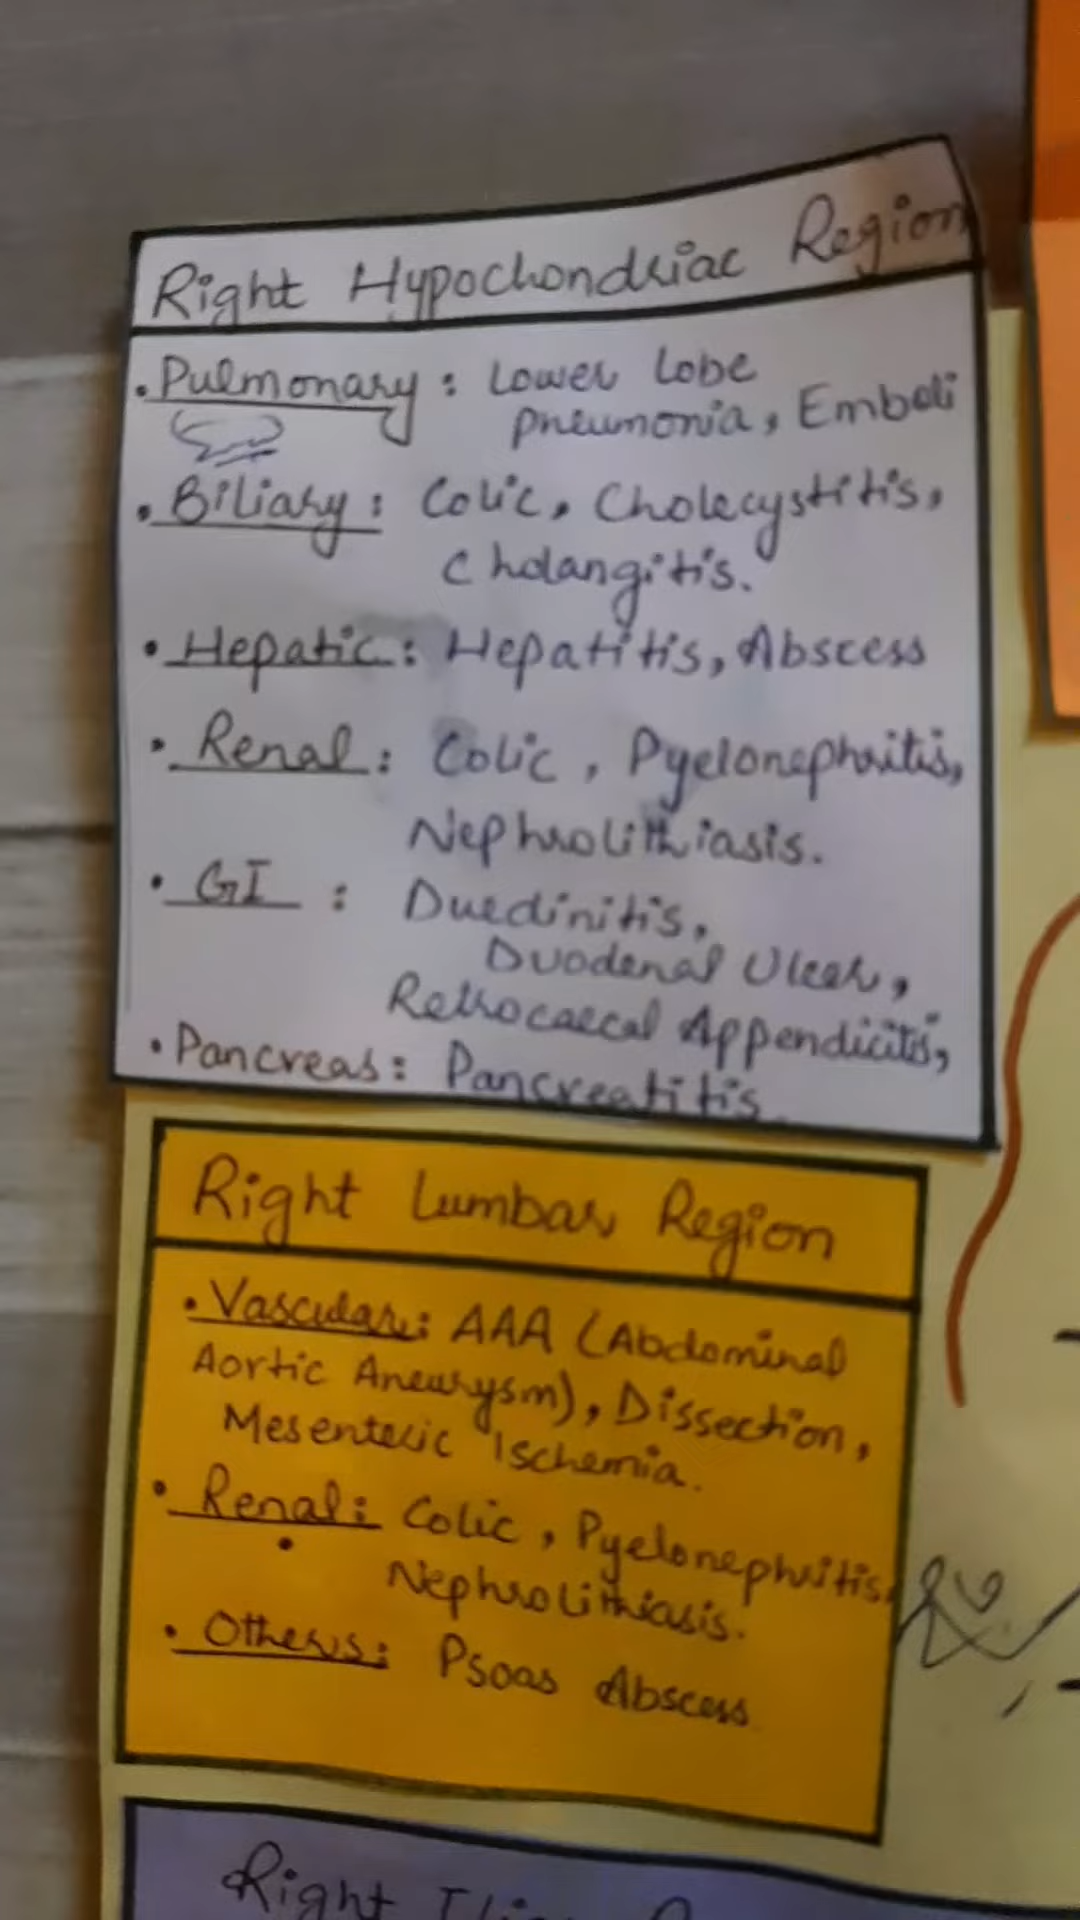 Right Hypochondriac Region
• Pulmonary : Lower Lobe
pneumonia, Emboli
• Biliary : Colic, Cholecystitis,
Cholangitis.
• Hepatic : Hepatitis, Abscess
• Renal : Colic, Pyelonephritis,
Nephrolithiasis.
• GI : Duedinitis,
Duodenal Ulcer,
Retrocaecal Appendicitis,
• Pancreas : Pancreatitis.
Right Lumbar Region
• Vascular : AAA (Abdominal
Aortic Aneurysm), Dissection,
Mesenteric Ischemia.
• Renal : Colic, Pyelonephritis,
Nephrolithiasis.
• Others : Psoas Abscess
Right